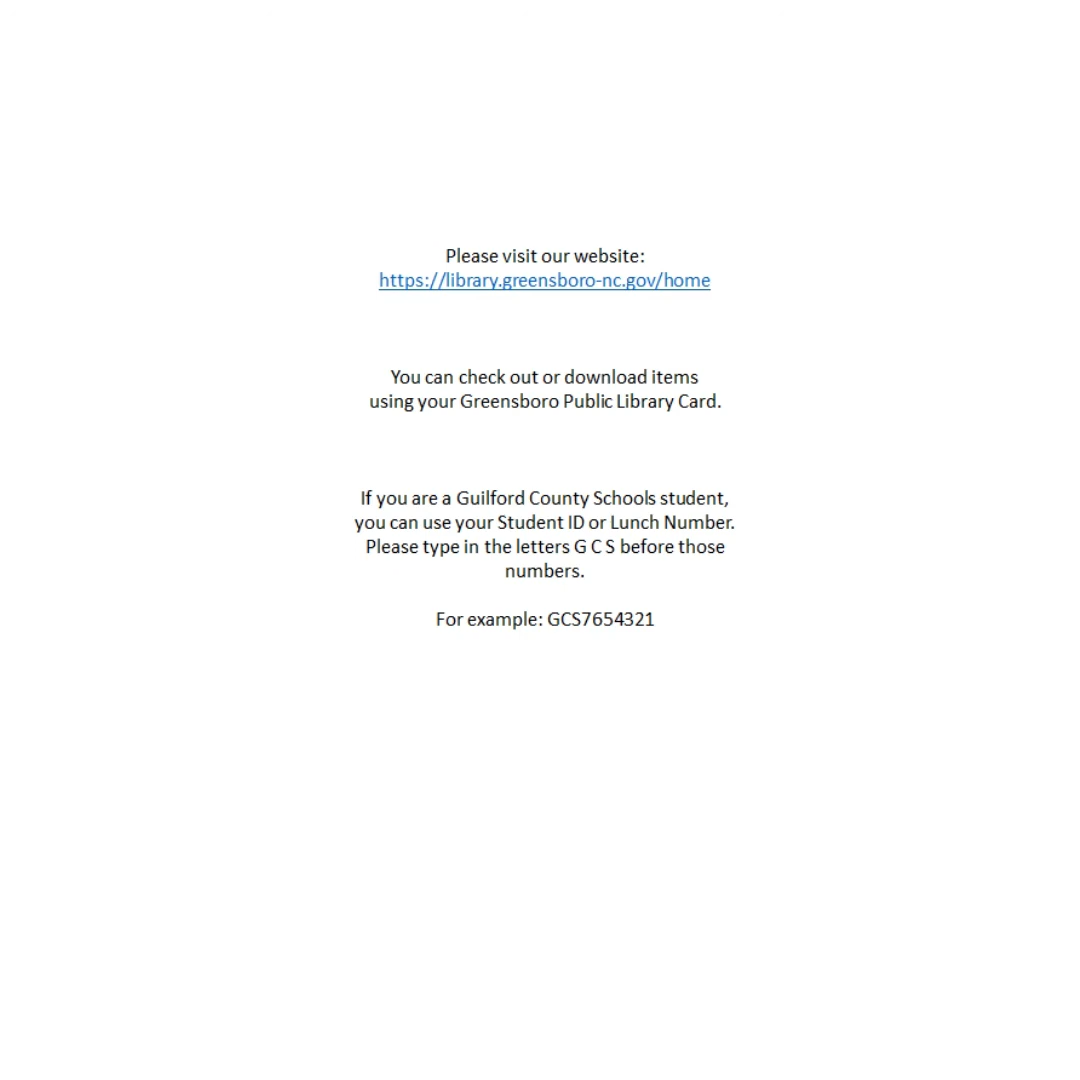 Please visit our website:
https://library.greensboro-nc.gov/home
You can check out or download items
using your Greensboro Public Library Card.
If you are a Guilford County Schools student,
you can use your Student ID or Lunch Number.
Please type in the letters G C S before those
numbers.
For example: GCS7654321